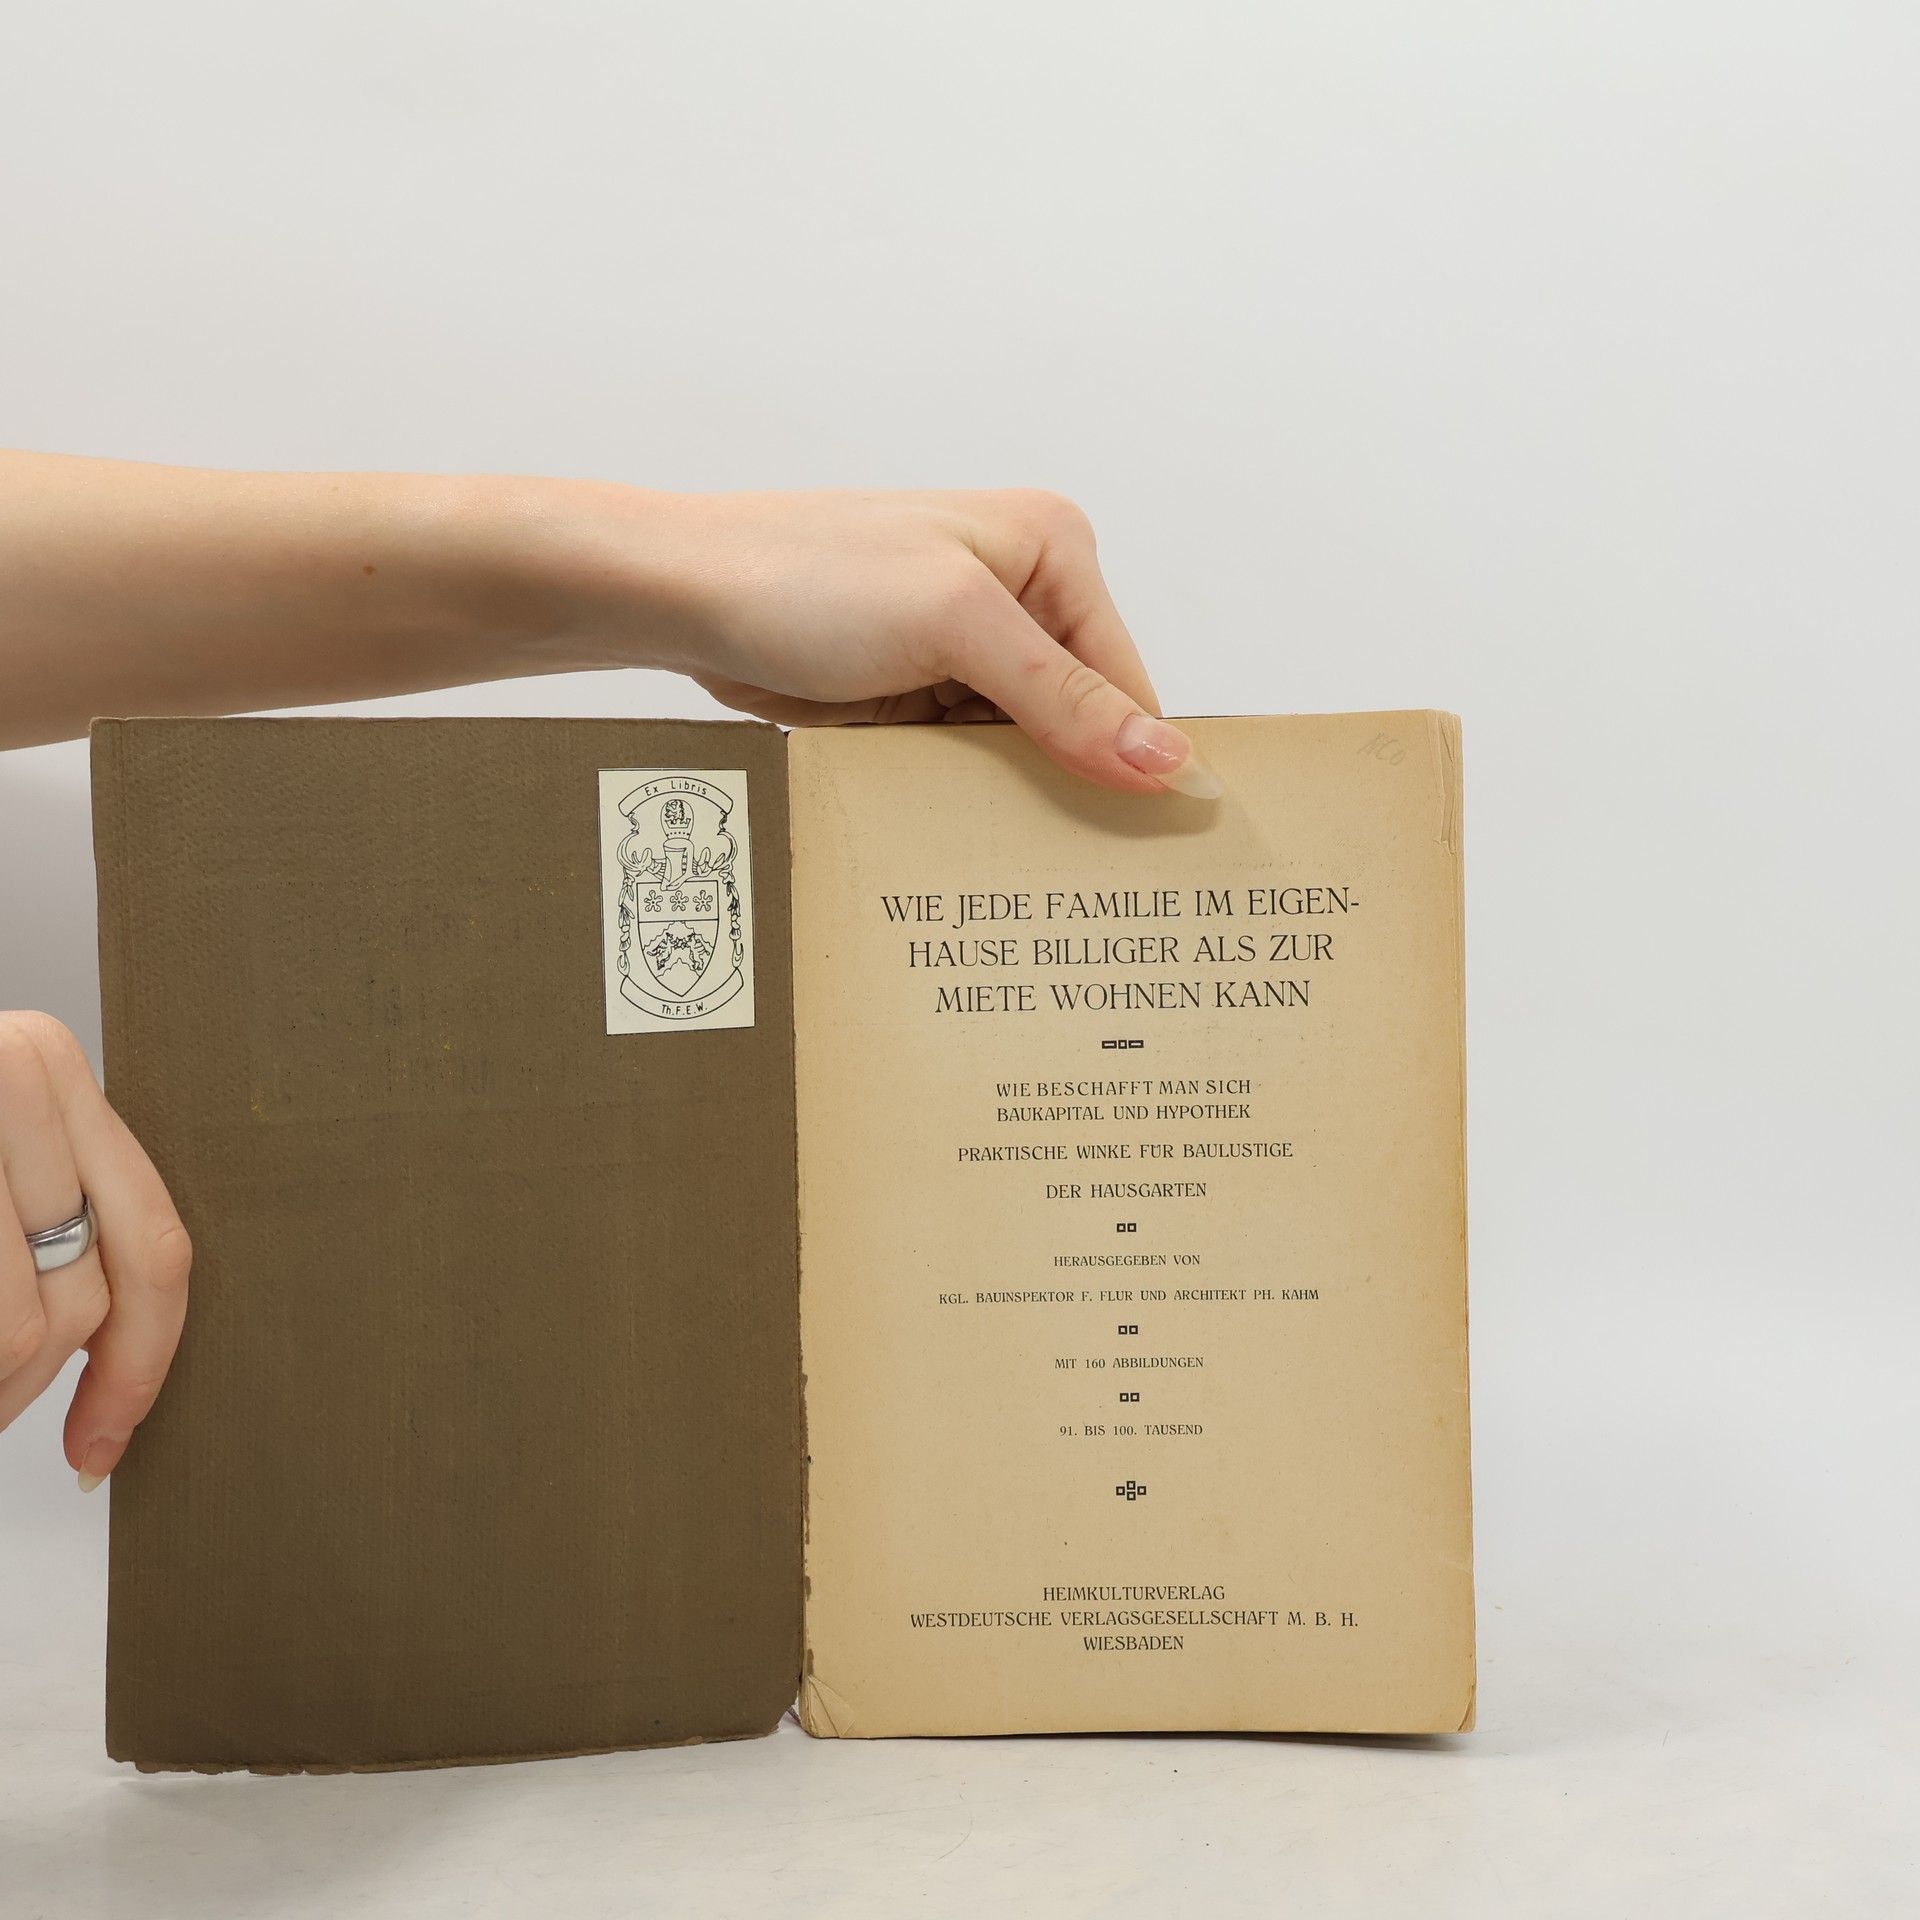 Ex Libris
Th.F.E.W.
WIE JEDE FAMILIE IM EIGEN-
HAUSE BILLIGER ALS ZUR
MIETE WOHNEN KANN
WIE BESCHAFFT MAN SICH
BAUKAPITAL UND HYPOTHEK
PRAKTISCHE WINKE FÜR BAULUSTIGE
DER HAUSGARTEN
HERAUSGEGEBEN VON
KGL. BAUINSPEKTOR F. FLUR UND ARCHITEKT PH. KAHM
MIT 160 ABBILDUNGEN
91. BIS 100. TAUSEND
HEIMKULTURVERLAG
WESTDEUTSCHE VERLAGSGESELLSCHAFT M. B. H.
WIESBADEN